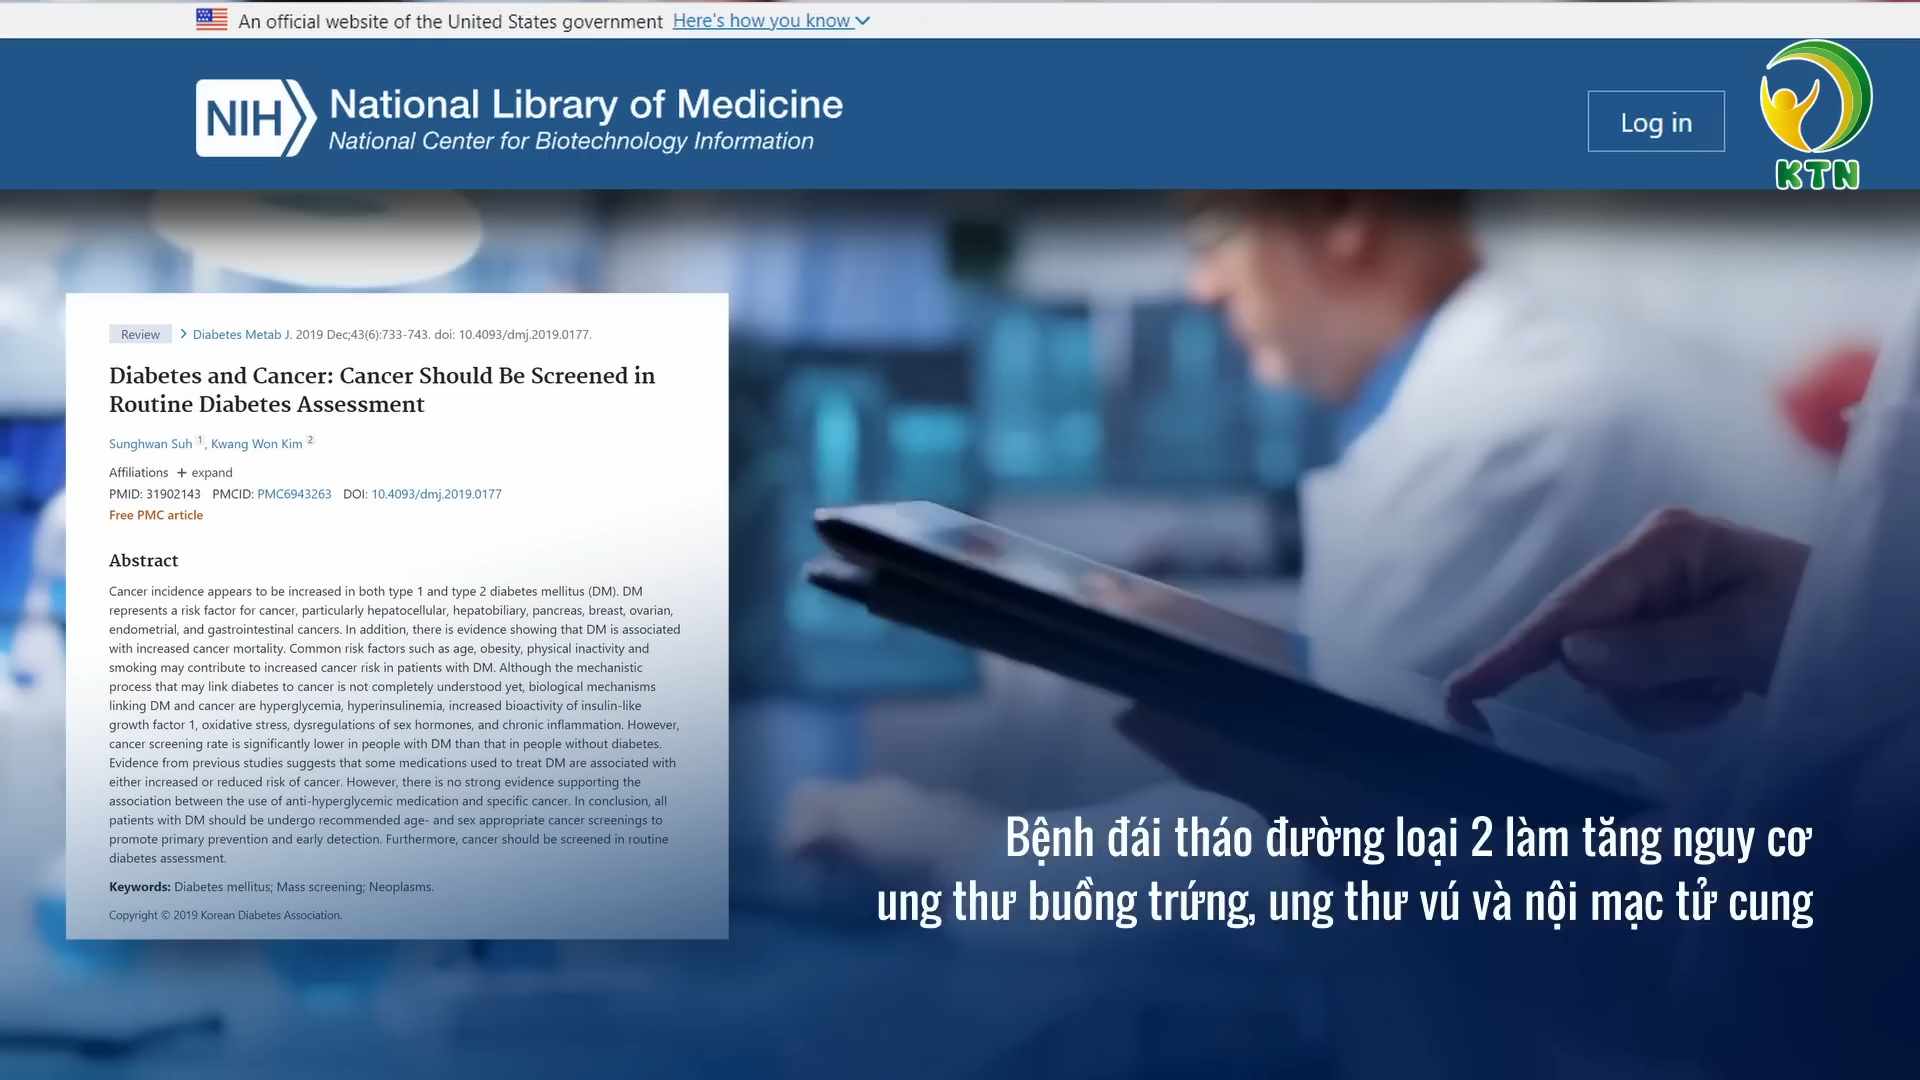 An official website of the United States government Here's how you know
NIH National Library of Medicine
National Center for Biotechnology Information
Log in
KTN
Review Diabetes Metab J. 2019 Dec;43(6):733-743. doi: 10.4093/dmj.2019.0177.
Diabetes and Cancer: Cancer Should Be Screened in
Routine Diabetes Assessment
Sunghwan Suh 1, Kwang Won Kim 2
Affiliations + expand
PMID: 31902143 PMCID: PMC6943263 DOI: 10.4093/dmj.2019.0177
Free PMC article
Abstract
Cancer incidence appears to be increased in both type 1 and type 2 diabetes mellitus (DM). DM
represents a risk factor for cancer, particularly hepatocellular, hepatobiliary, pancreas, breast, ovarian,
endometrial, and gastrointestinal cancers. In addition, there is evidence showing that DM is associated
with increased cancer mortality. Common risk factors such as age, obesity, physical inactivity and
smoking may contribute to increased cancer risk in patients with DM. Although the mechanistic
process that may link diabetes to cancer is not completely understood yet, biological mechanisms
linking DM and cancer are hyperglycemia, hyperinsulinemia, increased bioactivity of insulin-like
growth factor 1, oxidative stress, dysregulations of sex hormones, and chronic inflammation. However,
cancer screening rate is significantly lower in people with DM than that in people without diabetes.
Evidence from previous studies suggests that some medications used to treat DM are associated with
either increased or reduced risk of cancer. However, there is no strong evidence supporting the
association between the use of anti-hyperglycemic medication and specific cancer. In conclusion, all
patients with DM should be undergo recommended age- and sex appropriate cancer screenings to
promote primary prevention and early detection. Furthermore, cancer should be screened in routine
diabetes assessment.
Keywords: Diabetes mellitus; Mass screening; Neoplasms.
Copyright © 2019 Korean Diabetes Association.
Bệnh đái tháo đường loại 2 làm tăng nguy cơ
ung thư buồng trứng, ung thư vú và nội mạc tử cung